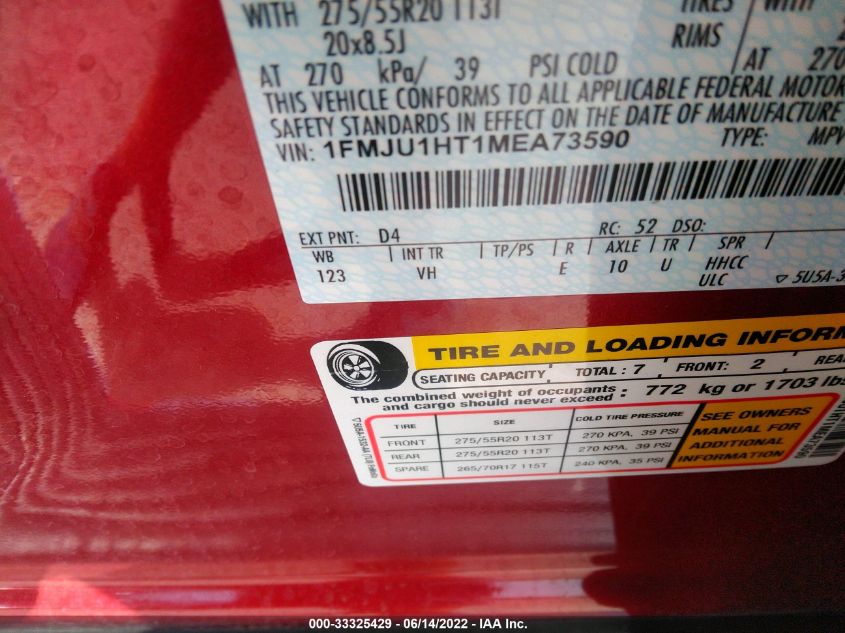 WITH 275/55R20 113T TIRES WITH
20x8.5J RIMS
AT 270 kPa/ 39 PSI COLD AT 270
THIS VEHICLE CONFORMS TO ALL APPLICABLE FEDERAL MOTOR
SAFETY STANDARDS IN EFFECT ON THE DATE OF MANUFACTURE
VIN: 1FMJU1HT1MEA73590 TYPE: MPV
EXT PNT: D4 RC: 52 DSO:
WB INT TR TP/PS R AXLE TR SPR
123 VH E 10 U HHCC
ULC 5U5A-3
TIRE AND LOADING INFORM
SEATING CAPACITY TOTAL : 7 FRONT: 2 REA
The combined weight of occupants
and cargo should never exceed : 772 kg or 1703 lbs
TIRE SIZE COLD TIRE PRESSURE
FRONT 275/55R20 113T 270 KPA, 39 PSI
REAR 275/55R20 113T 270 KPA, 39 PSI
SPARE 265/70R17 115T 240 KPA, 35 PSI
SEE OWNERS
MANUAL FOR
ADDITIONAL
INFORMATION
000-33325429 - 06/14/2022 - IAA Inc.